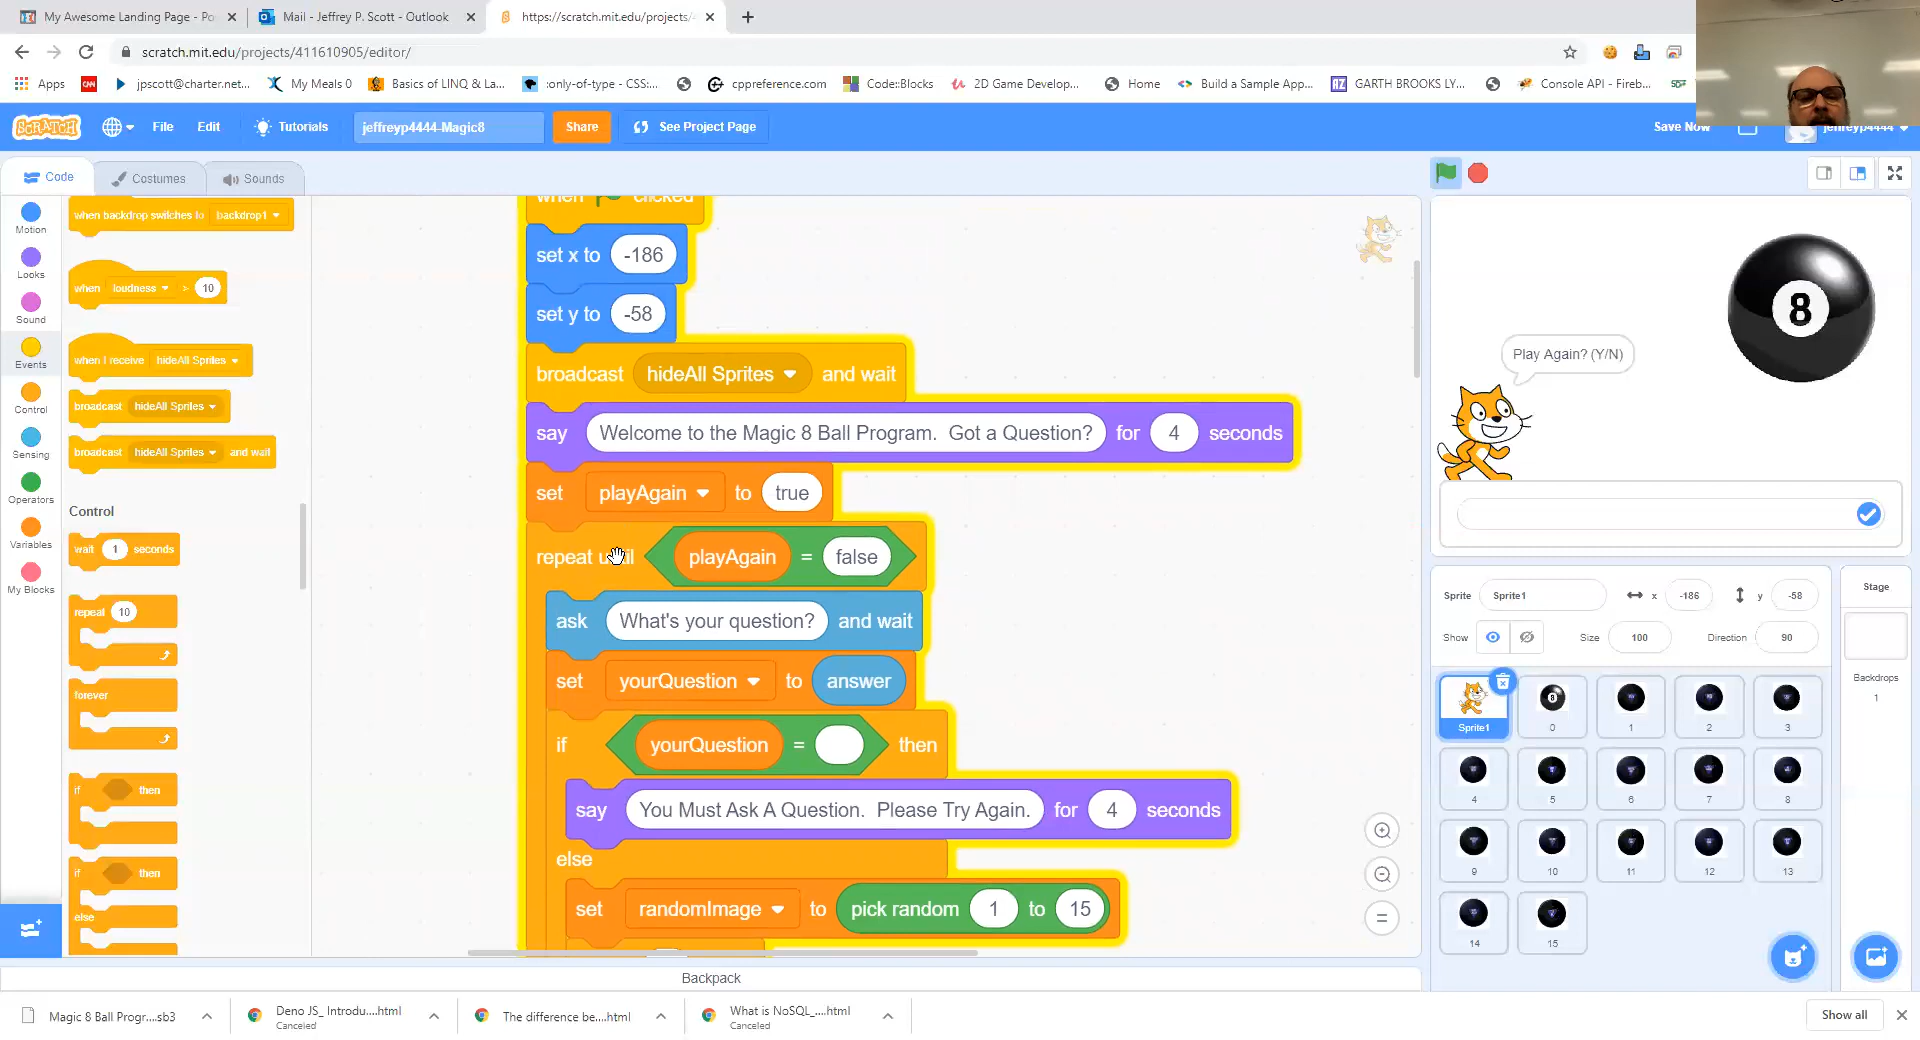 My Awesome Landing Page - Po
Mail - Jeffrey P. Scott - Outlook
https://scratch.mit.edu/projects/4
scratch.mit.edu/projects/411610905/editor/
Apps
CNN
jpscott@charter.net...
My Meals 0
Basics of LINQ & La...
:only-of-type - CSS:...
cppreference.com
Code::Blocks
2D Game Develop...
Home
Build a Sample App...
GARTH BROOKS LY...
Console API - Fireb...
SCRATCH
File
Edit
Tutorials
jeffreyp4444-Magic8
Share
See Project Page
Save Now
jeffreyp4444
Code
Costumes
Sounds
Motion
Looks
Sound
Events
Control
Sensing
Operators
Variables
My Blocks
when backdrop switches to backdrop1
when loudness > 10
when I receive hideAll Sprites
broadcast hideAll Sprites
broadcast hideAll Sprites and wait
Control
wait 1 seconds
repeat 10
forever
if then
if then
else
when clicked
set x to -186
set y to -58
broadcast hideAll Sprites and wait
say Welcome to the Magic 8 Ball Program. Got a Question? for 4 seconds
set playAgain to true
repeat until playAgain = false
ask What's your question? and wait
set yourQuestion to answer
if yourQuestion = then
say You Must Ask A Question. Please Try Again. for 4 seconds
else
set randomImage to pick random 1 to 15
Backpack
8
Play Again? (Y/N)
Sprite Sprite1 x -186 y -58
Show Size 100 Direction 90
Stage
Backdrops
1
Sprite1 0 1 2 3
4 5 6 7 8
9 10 11 12 13
14 15
Magic 8 Ball Progr....sb3
Deno JS_ Introdu....html
Canceled
The difference be....html
What is NoSQL_....html
Canceled
Show all